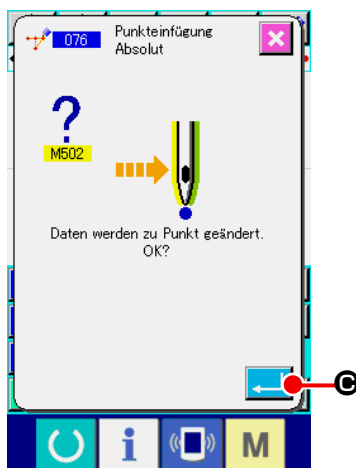 076
Punkteinfügung
Absolut
?
M502
Daten werden zu Punkt geändert.
OK?
C
i
M